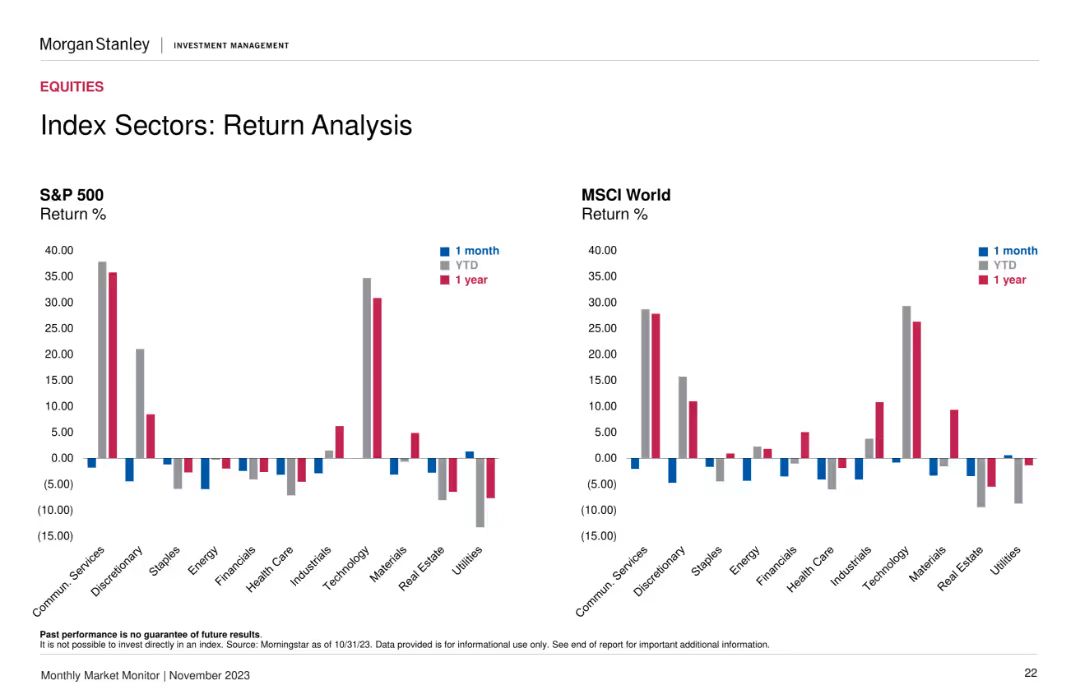 Morgan Stanley | INVESTMENT MANAGEMENT
EQUITIES
Index Sectors: Return Analysis
S&P 500
Return %
1 month
YTD
1 year
40.00
35.00
30.00
25.00
20.00
15.00
10.00
5.00
0.00
(5.00)
(10.00)
(15.00)
Commun. Services
Discretionary
Staples
Energy
Financials
Health Care
Industrials
Technology
Materials
Real Estate
Utilities
MSCI World
Return %
1 month
YTD
1 year
40.00
35.00
30.00
25.00
20.00
15.00
10.00
5.00
0.00
(5.00)
(10.00)
(15.00)
Commun. Services
Discretionary
Staples
Energy
Financials
Health Care
Industrials
Technology
Materials
Real Estate
Utilities
Past performance is no guarantee of future results.
It is not possible to invest directly in an index. Source: Morningstar as of 10/31/23. Data provided is for informational use only. See end of report for important additional information.
Monthly Market Monitor | November 2023
22